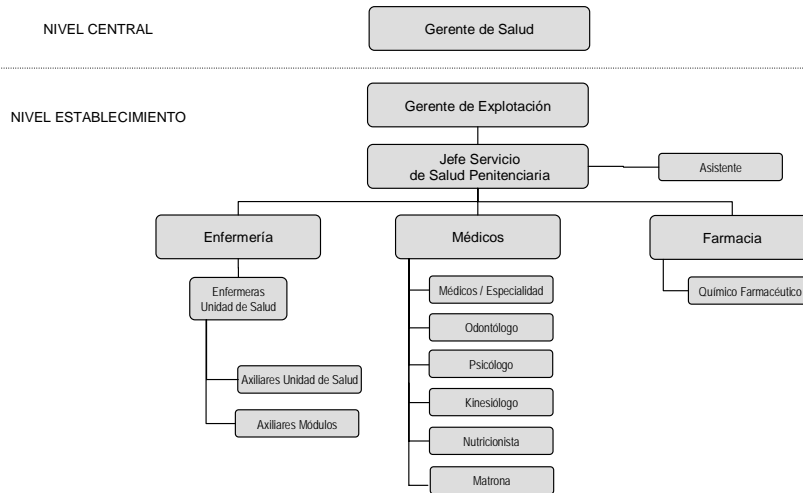 NIVEL CENTRAL
Gerente de Salud
NIVEL ESTABLECIMIENTO
Gerente de Explotación
Jefe Servicio
de Salud Penitenciaria
Asistente
Enfermería
Médicos
Farmacia
Enfermeras
Unidad de Salud
Médicos / Especialidad
Químico Farmacéutico
Odontólogo
Psicólogo
Axiliares Unidad de Salud
Kinesiólogo
Axiliares Módulos
Nutricionista
Matrona